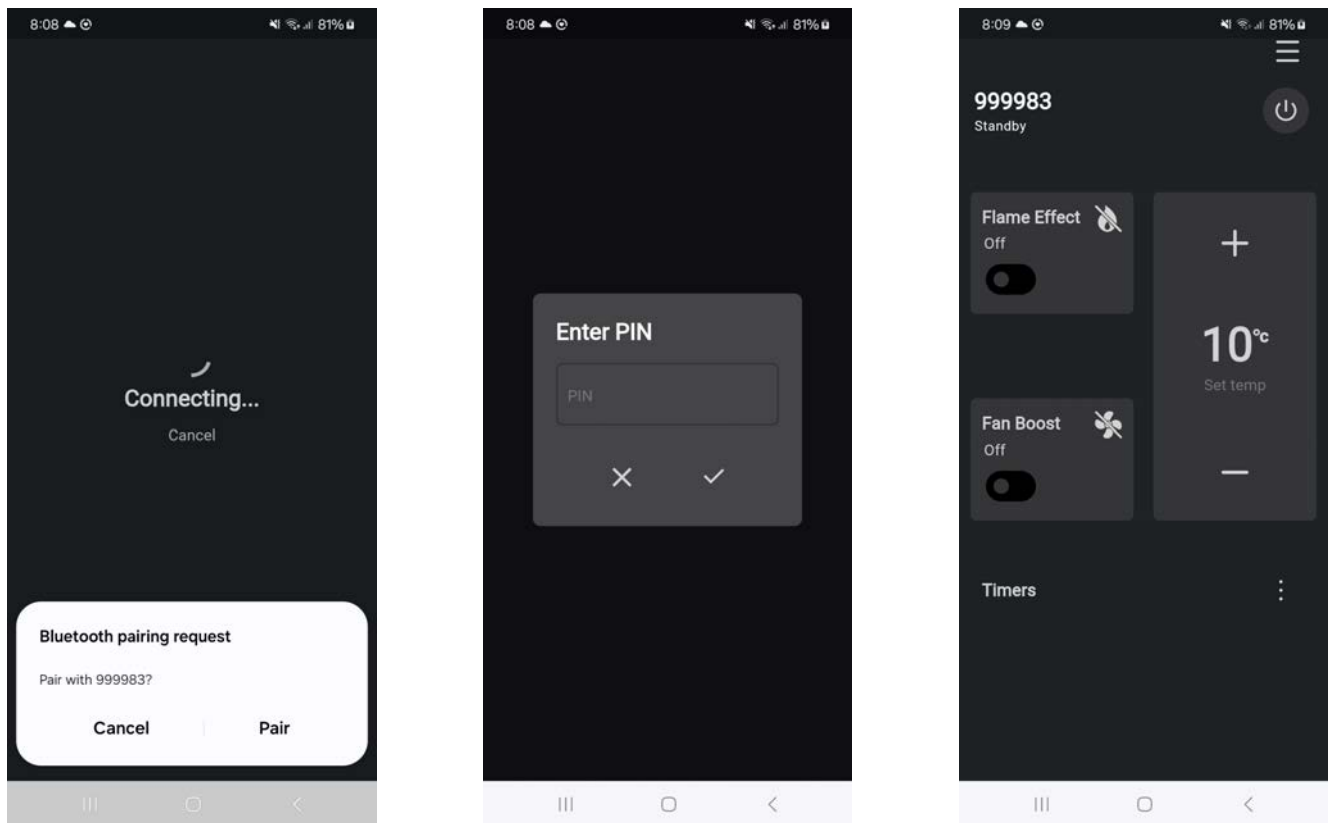 8:08
81%
Connecting...
Cancel
Bluetooth pairing request
Pair with 999983?
Cancel
Pair
8:08
81%
Enter PIN
PIN
8:09
81%
999983
Standby
Flame Effect
Off
10°c
Set temp
Fan Boost
Off
Timers